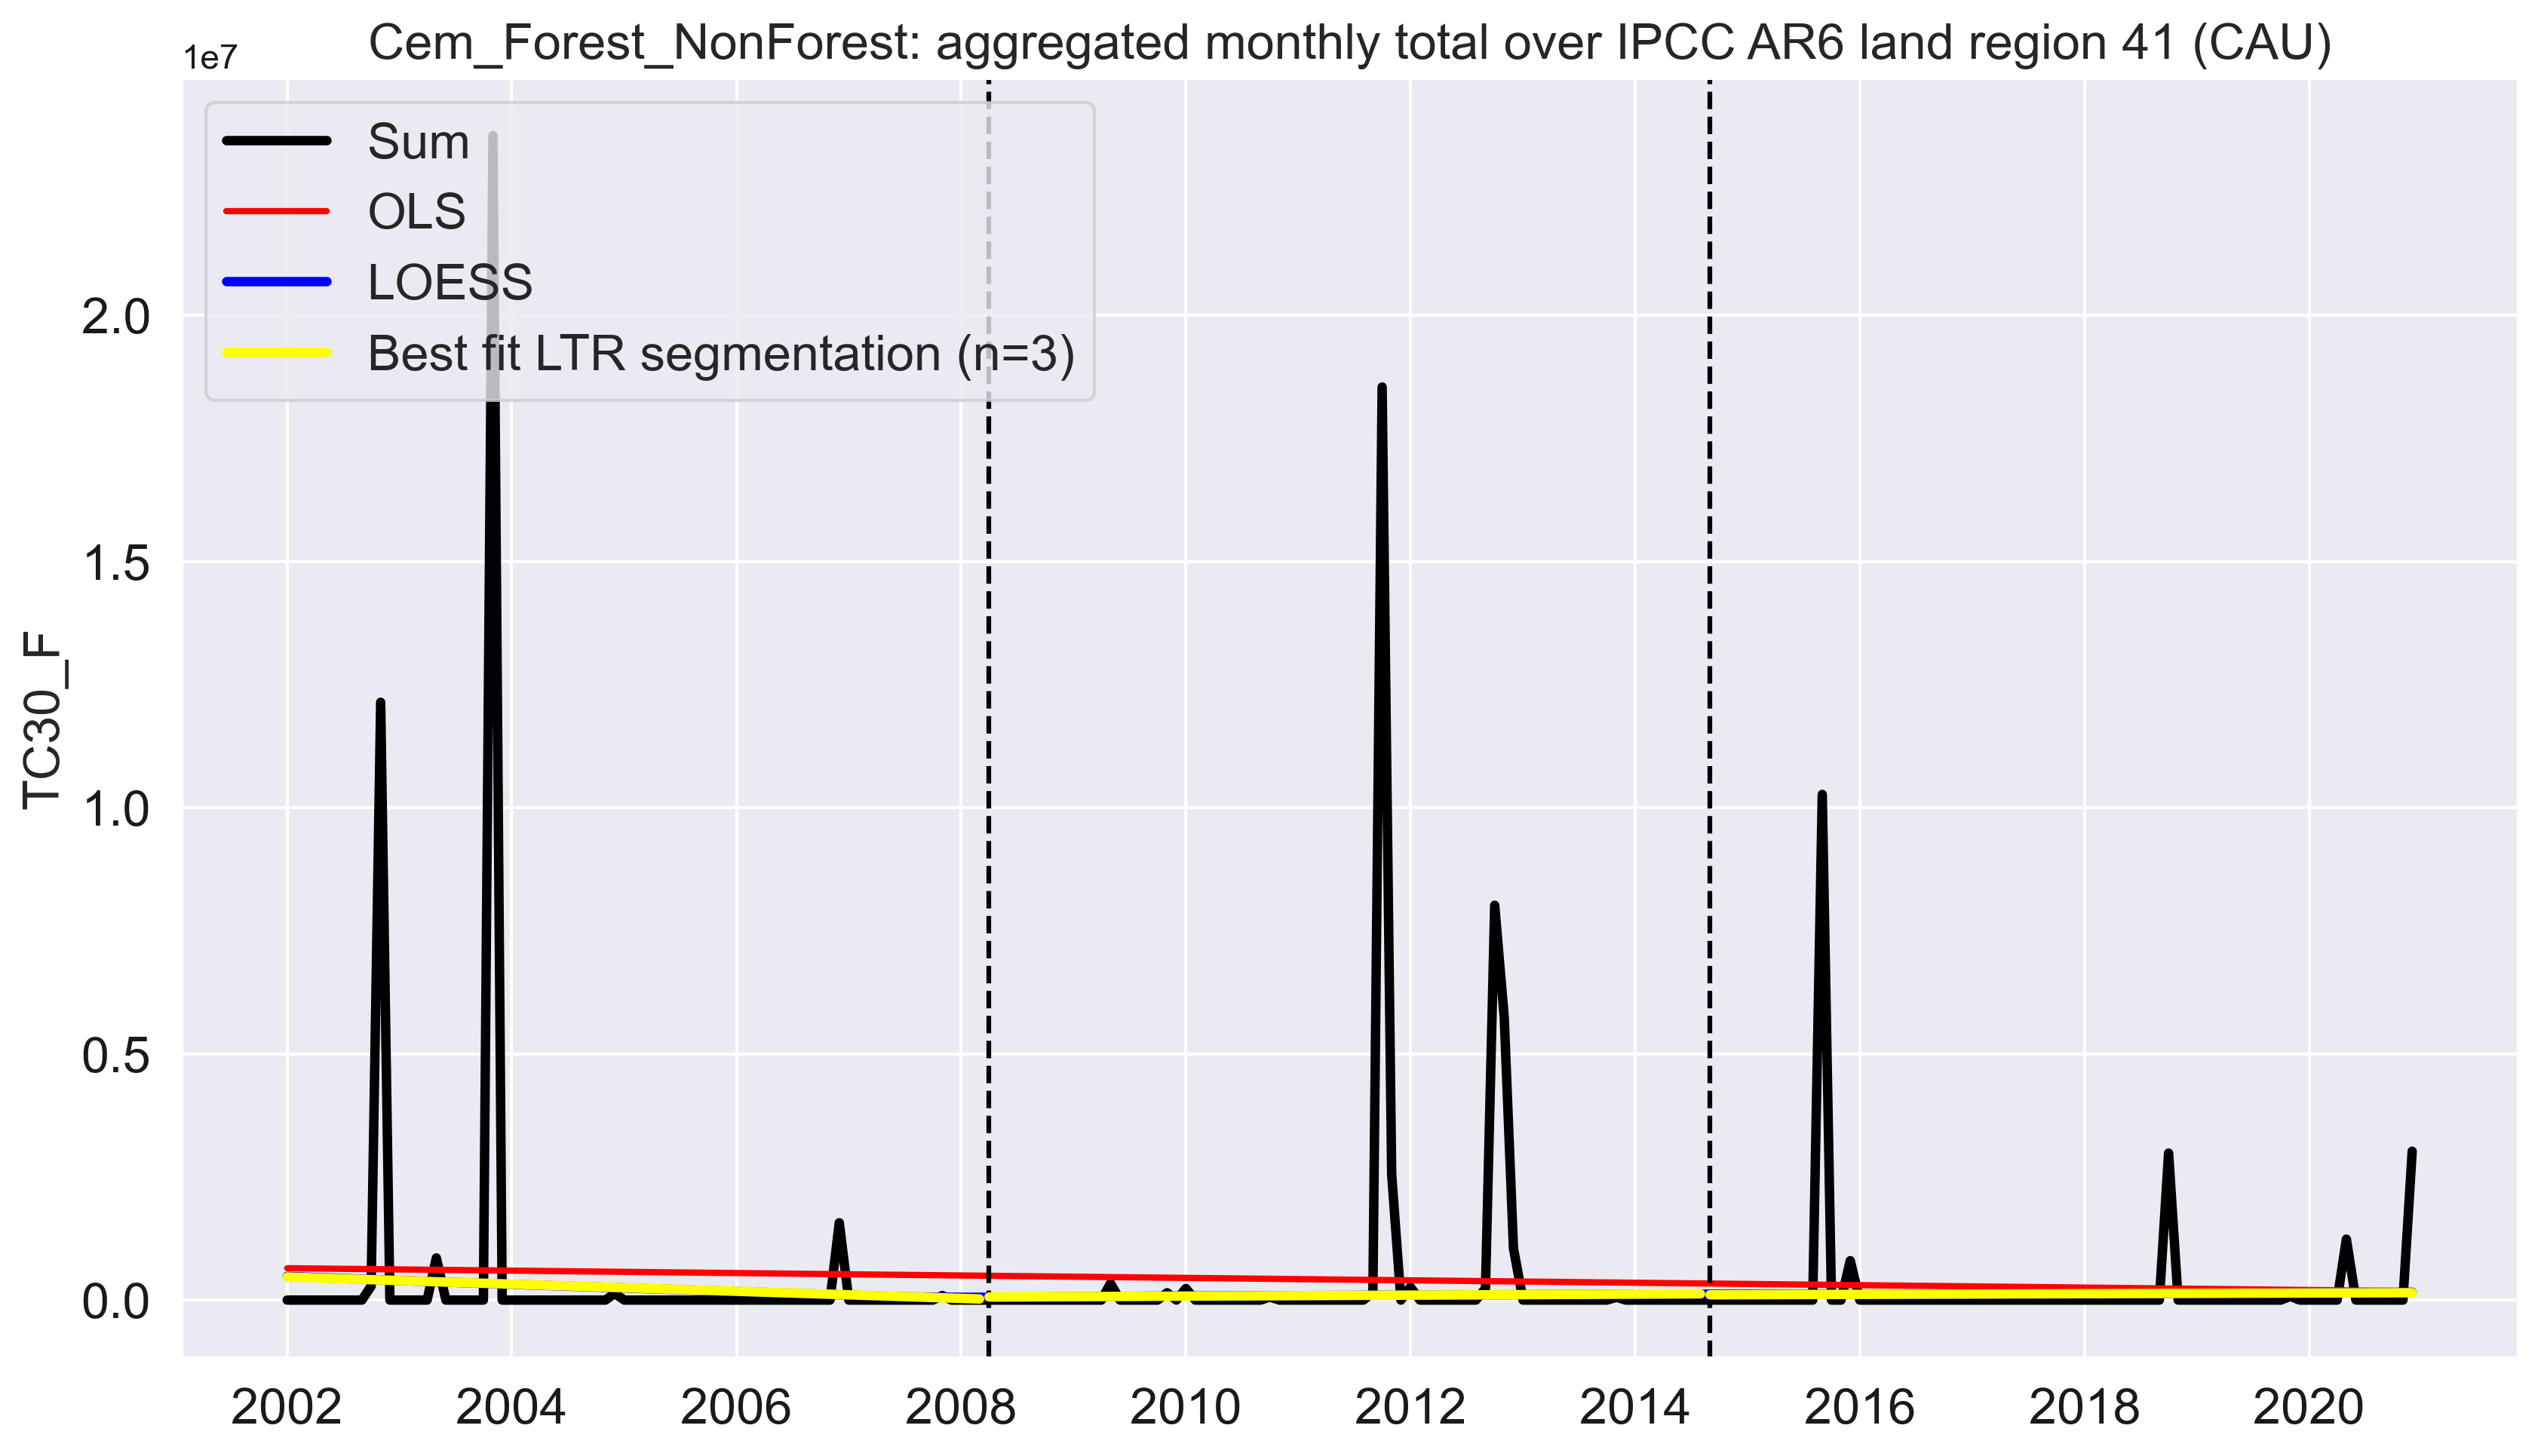 Cem_Forest_NonForest: aggregated monthly total over IPCC AR6 land region 41 (CAU)
1e7
Sum
OLS
LOESS
Best fit LTR segmentation (n=3)
TC30_F
2.0
1.5
1.0
0.5
0.0
2002 2004 2006 2008 2010 2012 2014 2016 2018 2020